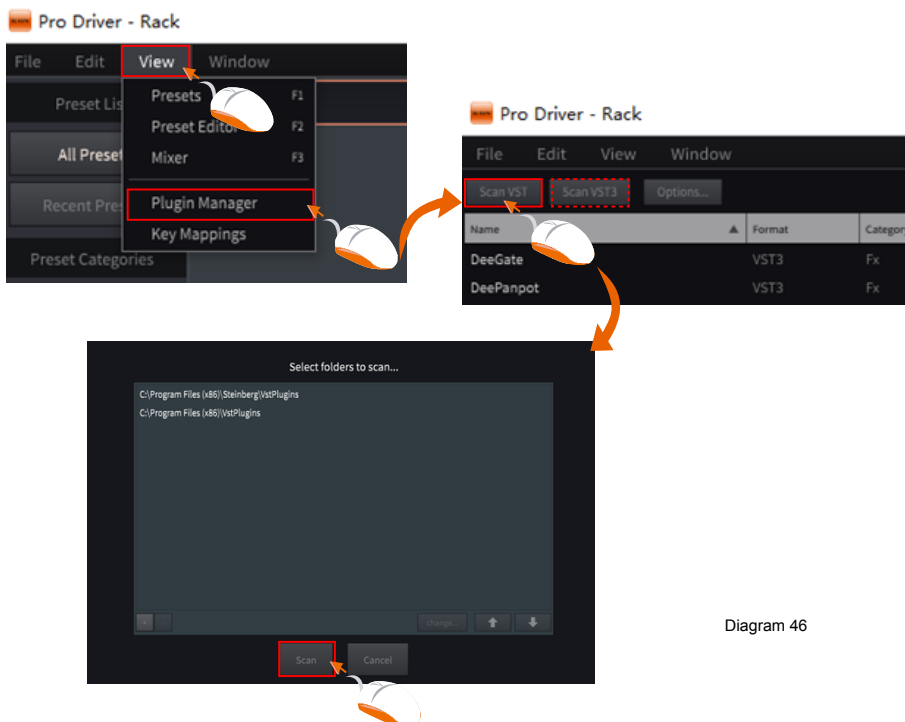 Pro Driver - Rack
File Edit View Window
Preset Lis
Presets F1
Preset Editor F2
All Preset
Mixer F3
Recent Pres
Plugin Manager
Key Mappings
Preset Categories
Pro Driver - Rack
File Edit View Window
Scan VST Scan VST3 Options...
Name Format Category
DeeGate VST3 Fx
DeePanpot VST3 Fx
Select folders to scan...
C:\Program Files (x86)\Steinberg\VstPlugins
C:\Program Files (x86)\VstPlugins
+ -
change...
Scan Cancel
Diagram 46